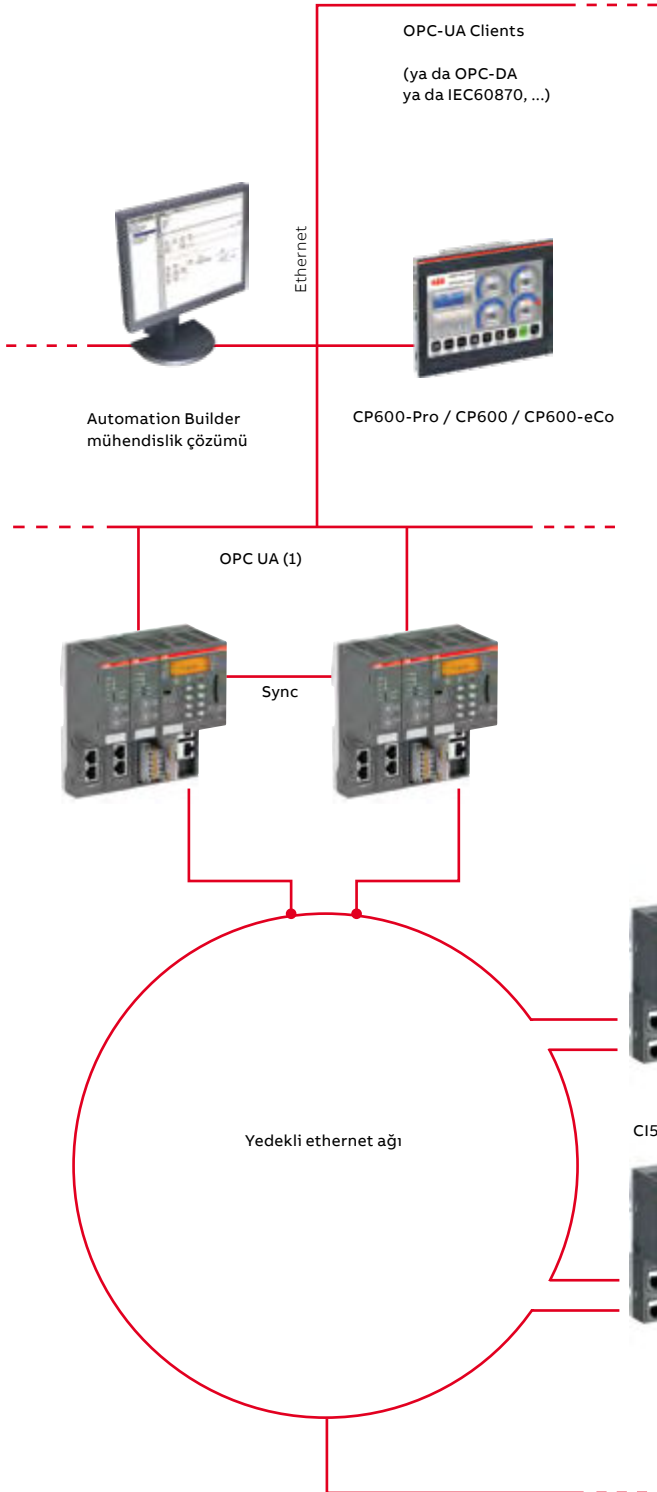 OPC-UA Clients
(ya da OPC-DA
ya da IEC60870, ...)
Ethernet
Automation Builder
mühendislik çözümü
CP600-Pro / CP600 / CP600-eCo
OPC UA (1)
Sync
Yedekli ethernet ağı
CI5